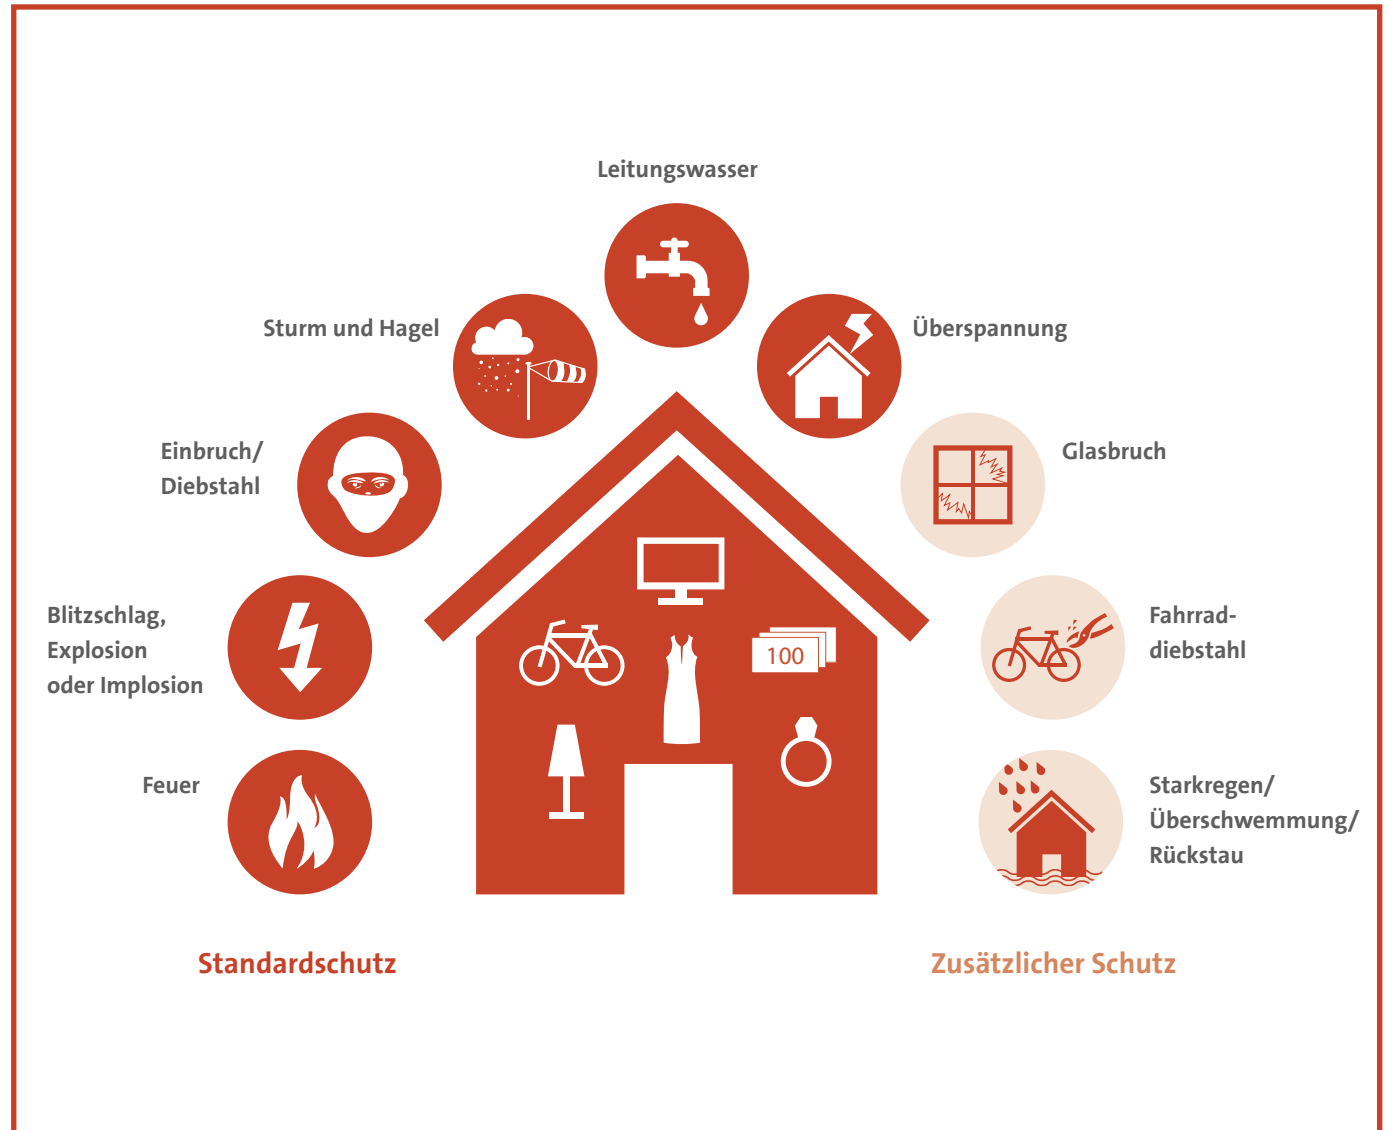 Leitungswasser
Sturm und Hagel
Überspannung
Einbruch/
Diebstahl
Glasbruch
Blitzschlag,
Explosion
oder Implosion
Fahrrad-
diebstahl
100
Feuer
Starkregen/
Überschwemmung/
Rückstau
Standardschutz
Zusätzlicher Schutz